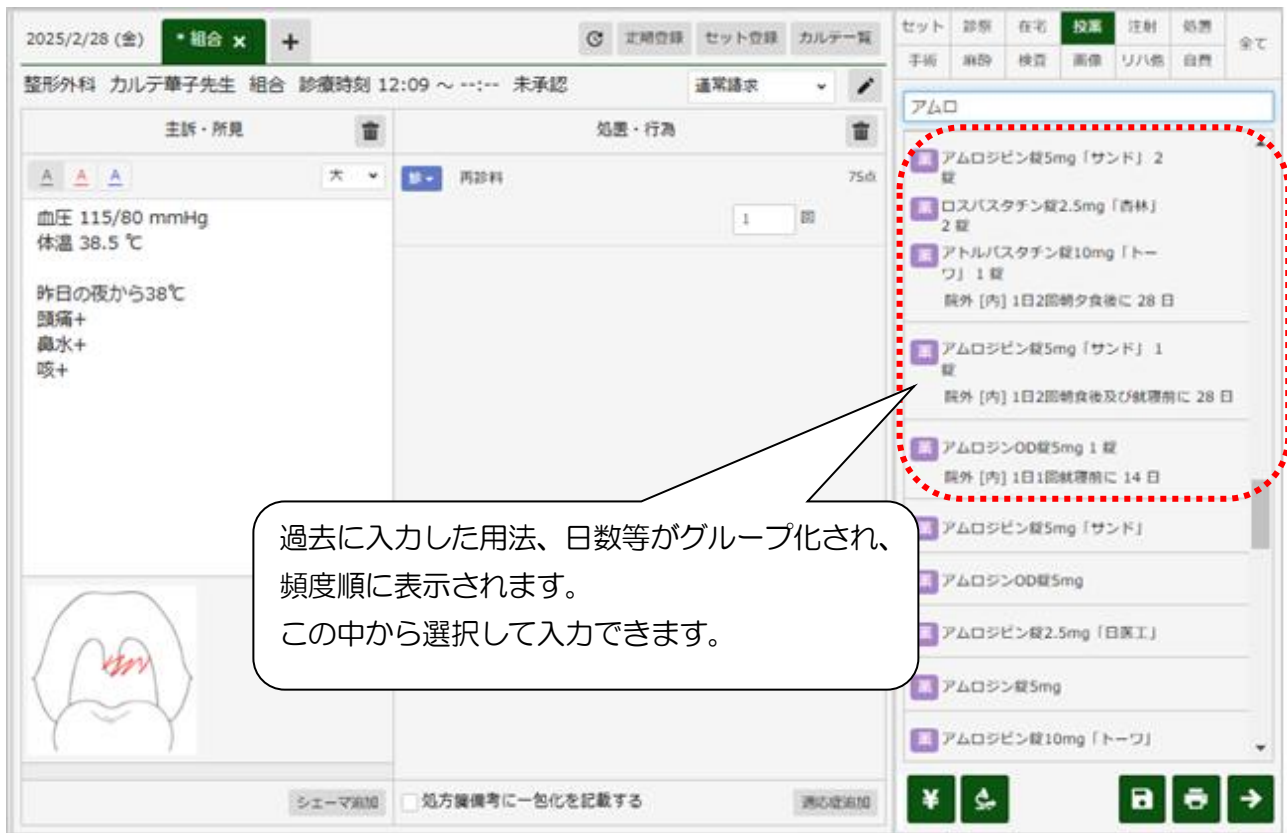 2025/2/28 (金)
* 組合 x
+
定期登録 セット登録 カルテ一覧
整形外科 カルテ華子先生 組合 診療時刻 12:09 ～ --:-- 未承認
通常請求
主訴・所見
処置・行為
A A A
大
血圧 115/80 mmHg
体温 38.5 ℃
昨日の夜から38℃
頭痛+
鼻水+
咳+
シェーマ追加
診
再診料
75点
1 回
過去に入力した用法、日数等がグループ化され、
頻度順に表示されます。
この中から選択して入力できます。
処方箋備考に一包化を記載する
適応症追加
セット 診察 在宅 投薬 注射 処置
全て
手術 麻酔 検査 画像 リハ他 自費
アムロ
薬 アムロジピン錠5mg「サンド」 2
錠
薬 ロスバスタチン錠2.5mg「杏林」
2 錠
薬 アトルバスタチン錠10mg「トー
ワ」 1 錠
院外 [内] 1日2回朝夕食後に 28 日
薬 アムロジピン錠5mg「サンド」 1
錠
院外 [内] 1日2回朝食後及び就寝前に 28 日
薬 アムロジンOD錠5mg 1 錠
院外 [内] 1日1回就寝前に 14 日
薬 アムロジピン錠5mg「サンド」
薬 アムロジンOD錠5mg
薬 アムロジピン錠2.5mg「日医工」
薬 アムロジン錠5mg
薬 アムロジピン錠10mg「トーワ」
¥